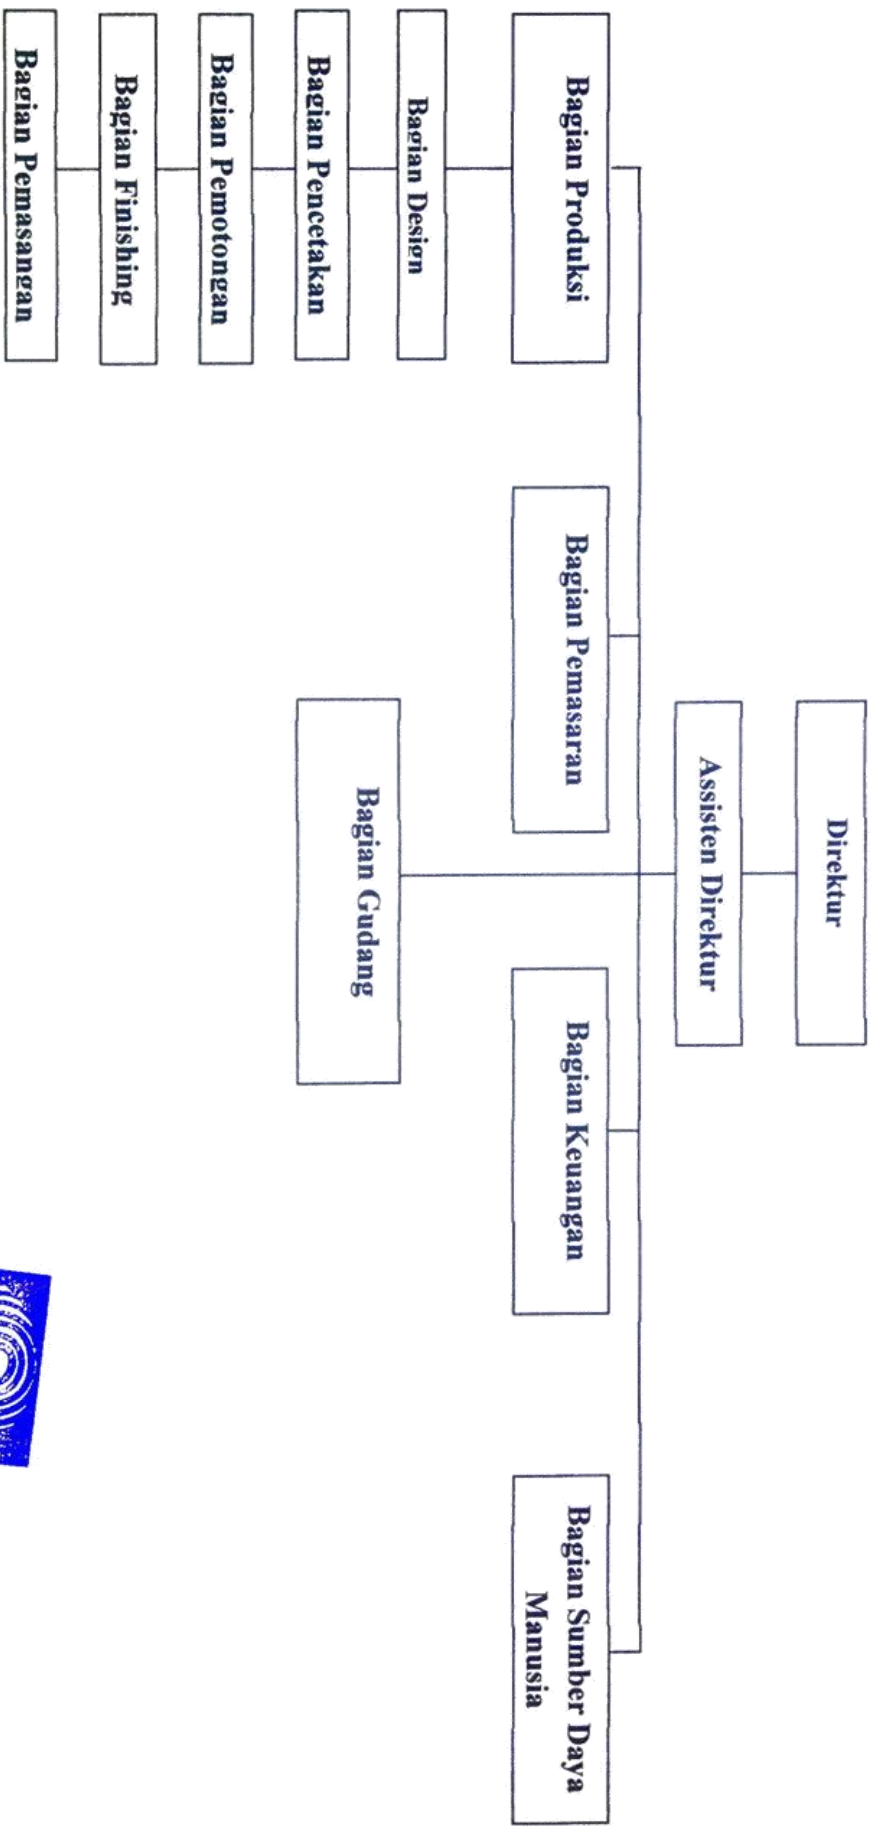 Direktur
Assisten Direktur
Bagian Produksi
Bagian Pemasaran
Bagian Keuangan
Bagian Sumber Daya
Manusia
Bagian Design
Bagian Pencetakan
Bagian Gudang
Bagian Pemotongan
Bagian Finishing
Bagian Pemasangan